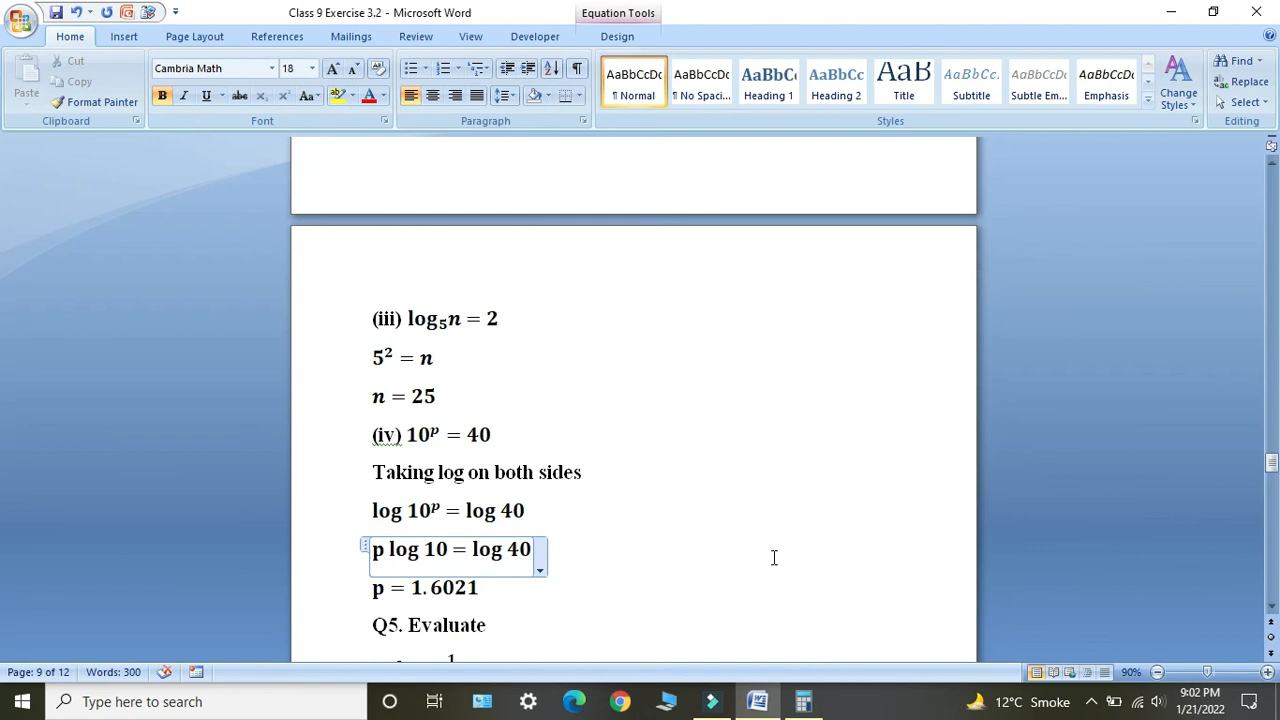 Class 9 Exercise 3.2 - Microsoft Word
Equation Tools
Home Insert Page Layout References Mailings Review View Developer Design
Paste
Cut
Copy
Format Painter
Clipboard
Cambria Math 18
B I U abc x₂ x² Aa
Font
Paragraph
AaBbCcDc AaBbCcDc AaBbC AaBbCc AaB AaBbCc. AaBbCcDc AaBbCcDc
¶ Normal ¶ No Spaci... Heading 1 Heading 2 Title Subtitle Subtle Em... Emphasis
Change Styles
Styles
Find
Replace
Select
Editing
(iii) log₅n = 2
5² = n
n = 25
(iv) 10ᵖ = 40
Taking log on both sides
log 10ᵖ = log 40
p log 10 = log 40
p = 1.6021
Q5. Evaluate
Page: 9 of 12 Words: 300 90%
Type here to search
12°C Smoke
9:02 PM
1/21/2022